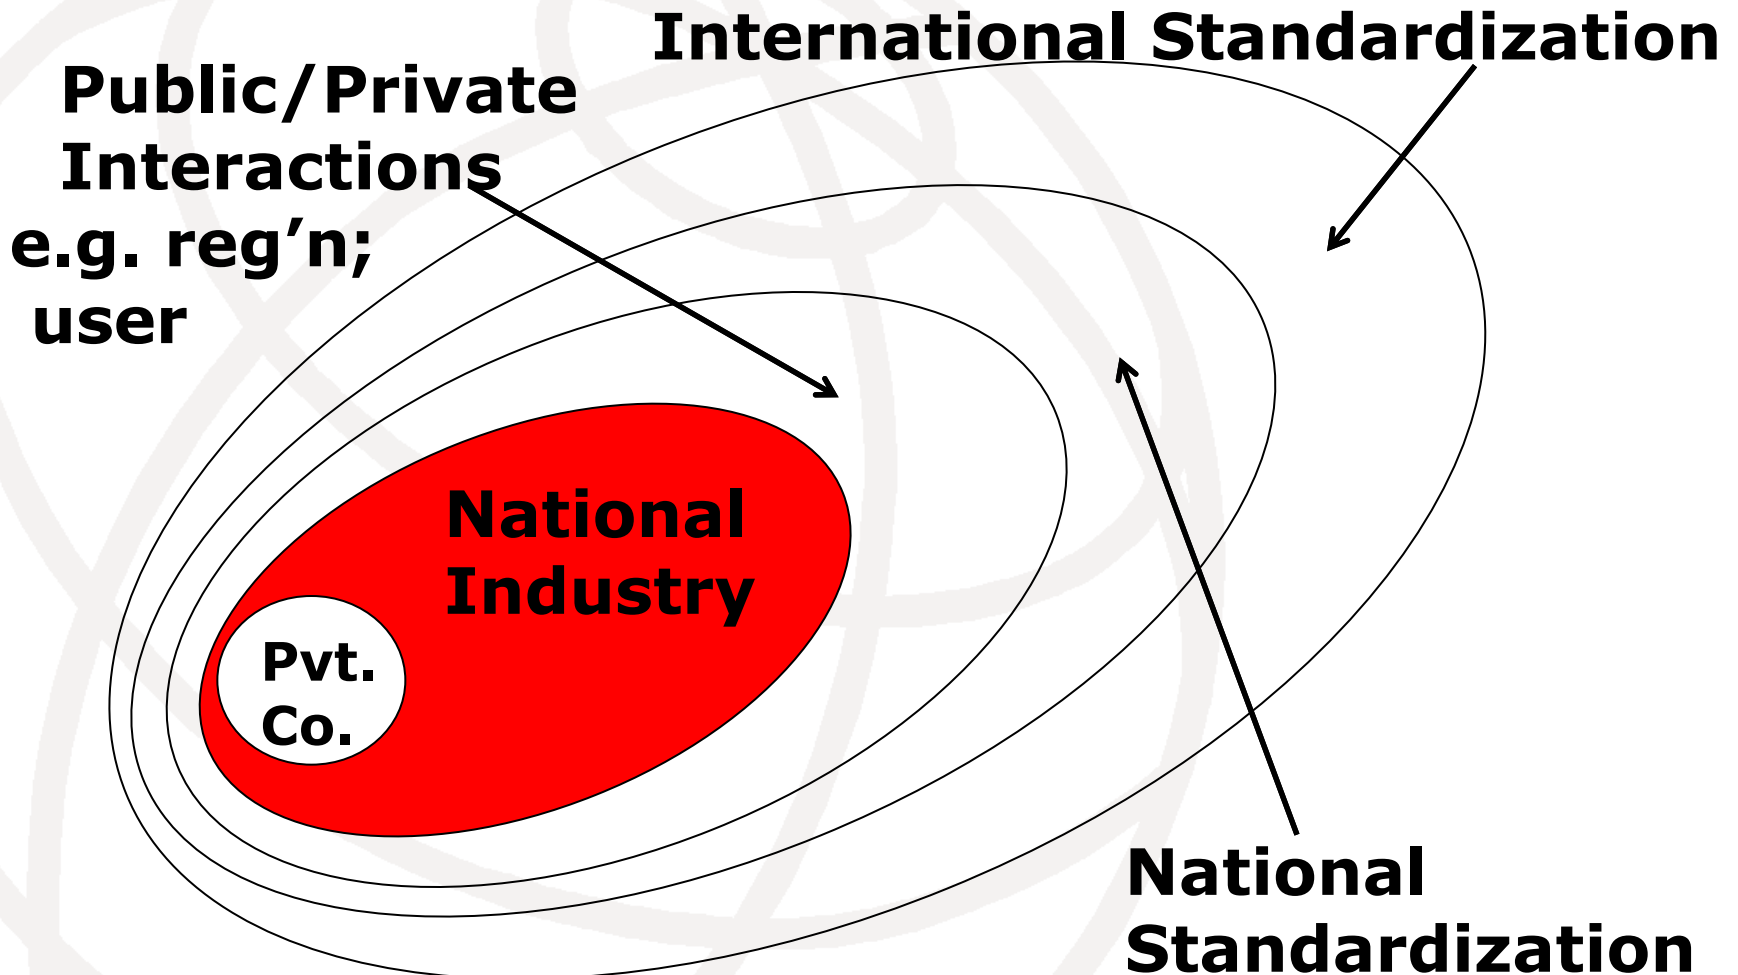 International Standardization
Public/Private
Interactions
e.g. reg’n;
user
National
Industry
Pvt.
Co.
National
Standardization